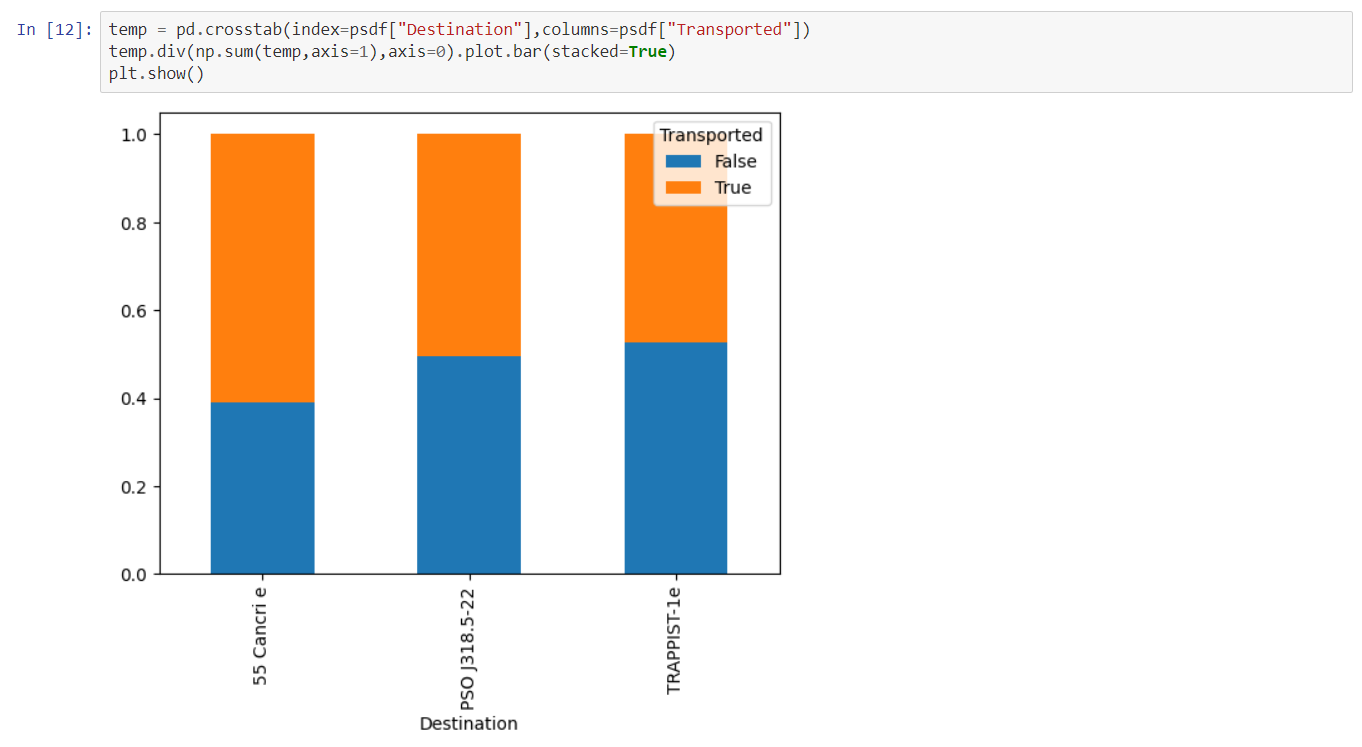 In [12]: temp = pd.crosstab(index=psdf["Destination"],columns=psdf["Transported"])
temp.div(np.sum(temp,axis=1),axis=0).plot.bar(stacked=True)
plt.show()
Transported
False
True
1.0
0.8
0.6
0.4
0.2
0.0
55 Cancri e
PSO J318.5-22
TRAPPIST-1e
Destination